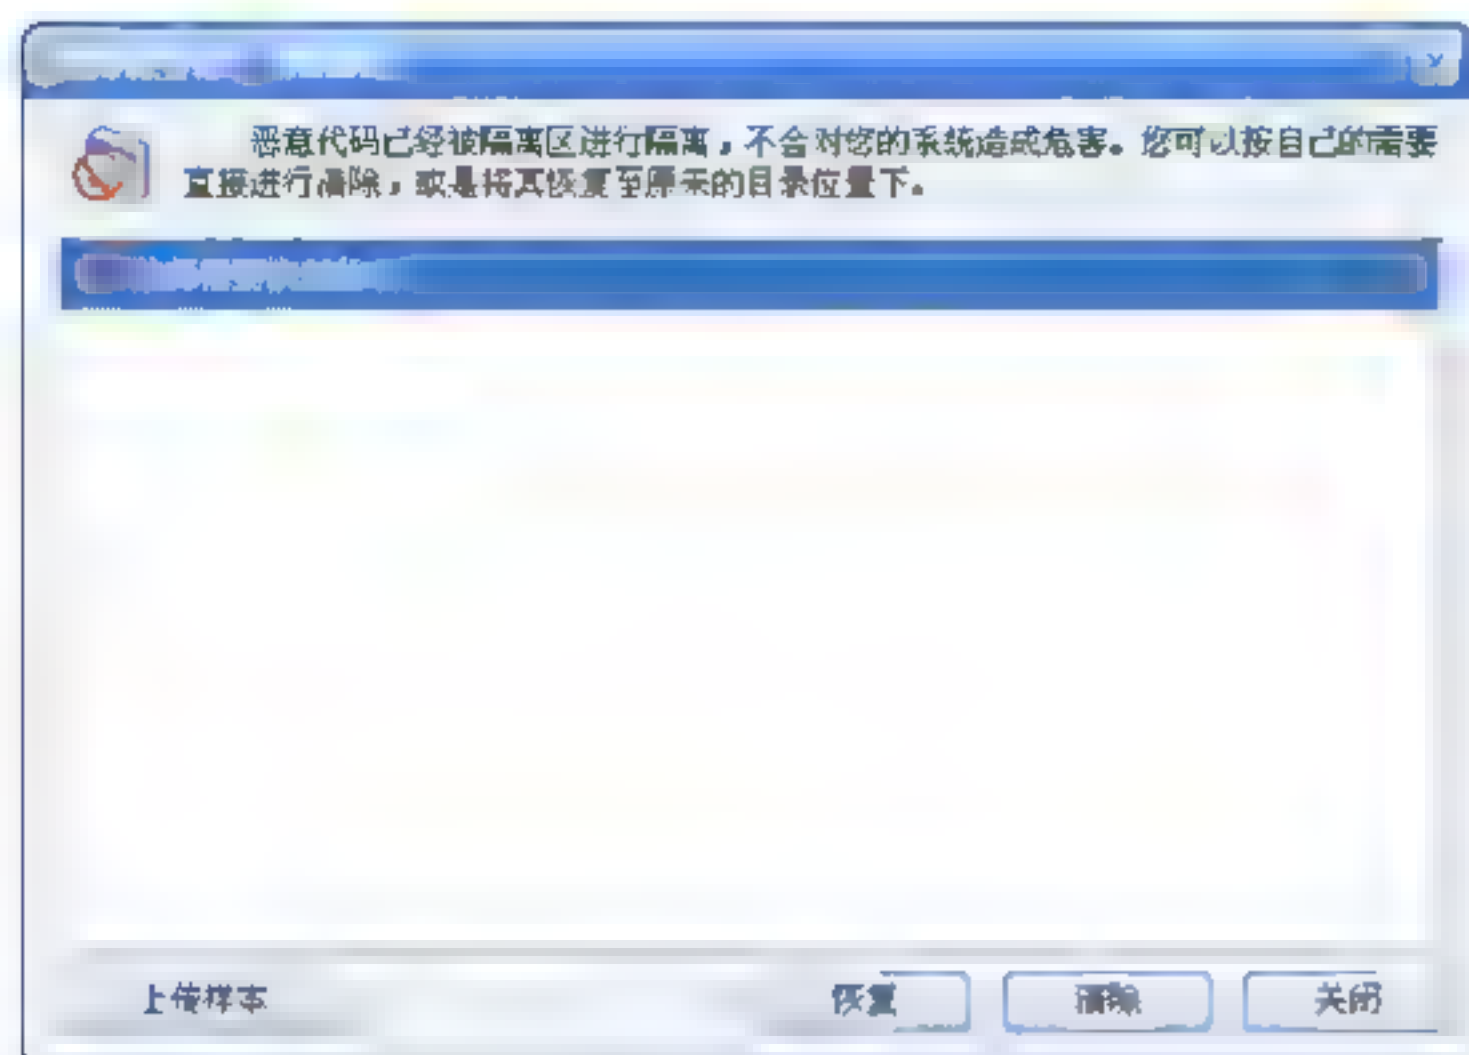 恶意代码已经被隔离区进行隔离，不会对您的系统造成危害。您可以按自己的需要
直接进行清除，或是将其恢复至原来的目录位置下。
上传样本
恢复
清除
关闭